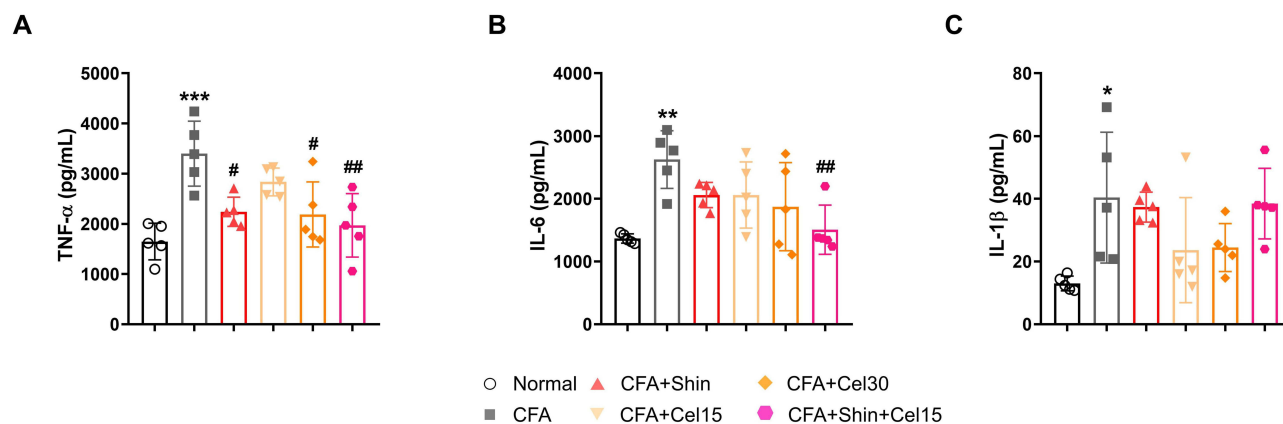 A
B
C
TNF-α (pg/mL)
5000
4000
3000
2000
1000
0
***
#
#
##
IL-6 (pg/mL)
4000
3000
2000
1000
0
**
##
IL-1β (pg/mL)
80
60
40
20
0
*
Normal
CFA+Shin
CFA+Cel30
CFA
CFA+Cel15
CFA+Shin+Cel15